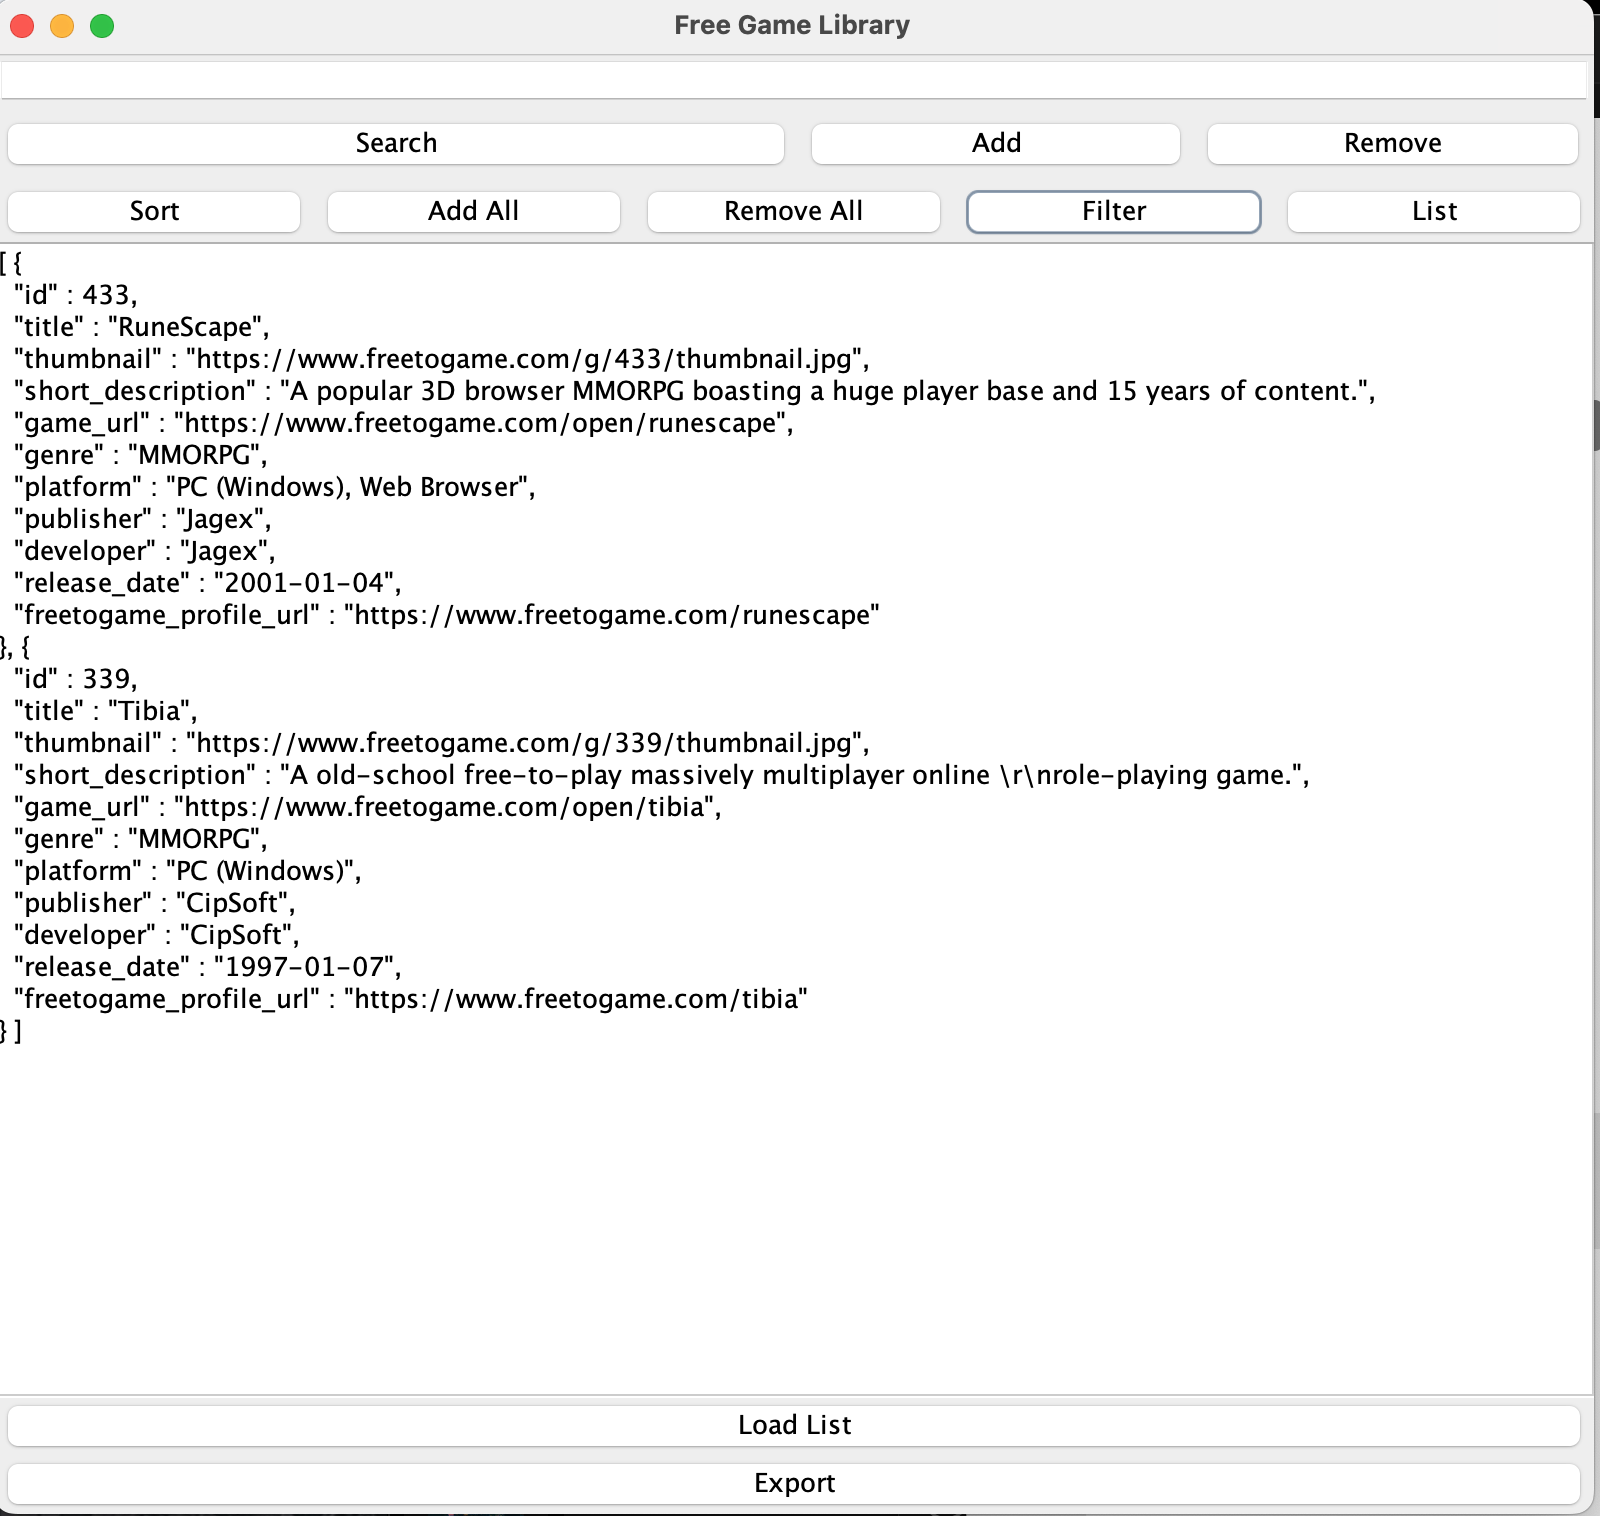 Free Game Library
Search Add Remove
Sort Add All Remove All Filter List
[ {
  "id" : 433,
  "title" : "RuneScape",
  "thumbnail" : "https://www.freetogame.com/g/433/thumbnail.jpg",
  "short_description" : "A popular 3D browser MMORPG boasting a huge player base and 15 years of content.",
  "game_url" : "https://www.freetogame.com/open/runescape",
  "genre" : "MMORPG",
  "platform" : "PC (Windows), Web Browser",
  "publisher" : "Jagex",
  "developer" : "Jagex",
  "release_date" : "2001-01-04",
  "freetogame_profile_url" : "https://www.freetogame.com/runescape"
}, {
  "id" : 339,
  "title" : "Tibia",
  "thumbnail" : "https://www.freetogame.com/g/339/thumbnail.jpg",
  "short_description" : "A old-school free-to-play massively multiplayer online \r\nrole-playing game.",
  "game_url" : "https://www.freetogame.com/open/tibia",
  "genre" : "MMORPG",
  "platform" : "PC (Windows)",
  "publisher" : "CipSoft",
  "developer" : "CipSoft",
  "release_date" : "1997-01-07",
  "freetogame_profile_url" : "https://www.freetogame.com/tibia"
} ]
Load List
Export